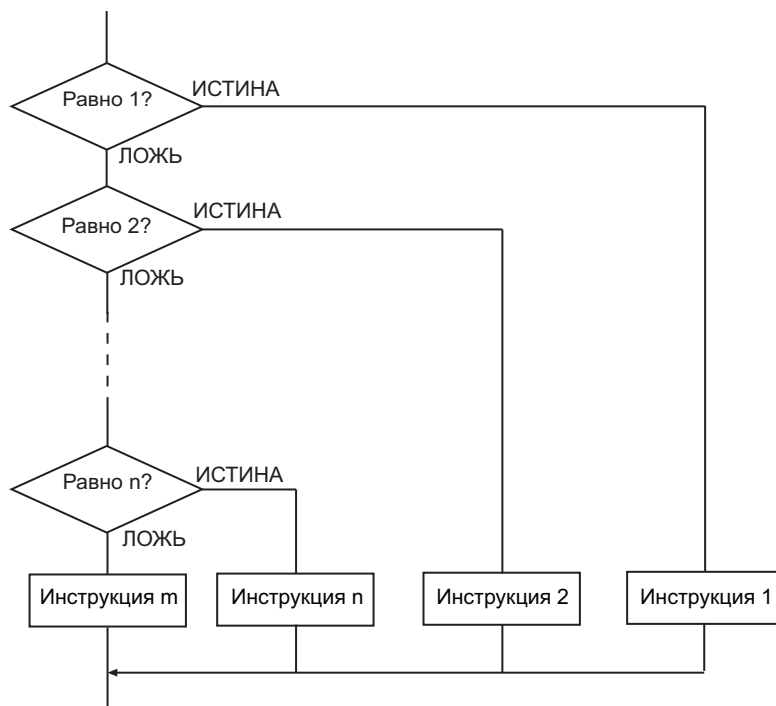 Равно 1?
ИСТИНА
ЛОЖЬ
Равно 2?
ИСТИНА
ЛОЖЬ
Равно n?
ИСТИНА
ЛОЖЬ
Инструкция m
Инструкция n
Инструкция 2
Инструкция 1